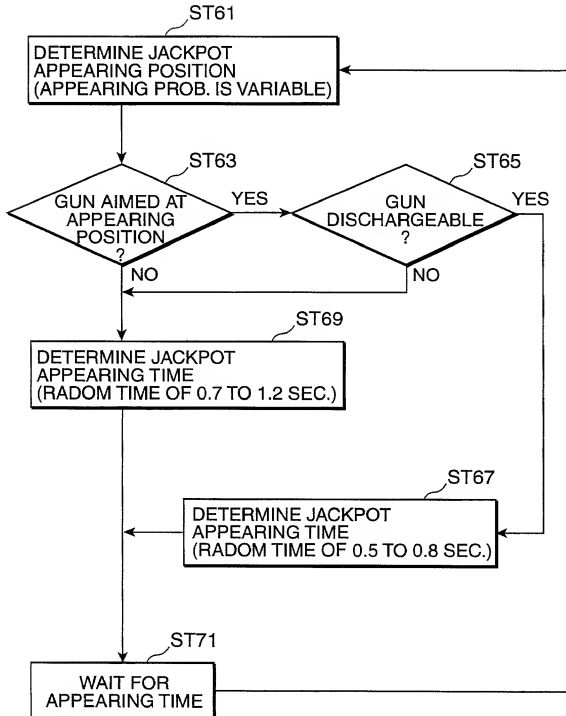 ST61
DETERMINE JACKPOT
APPEARING POSITION
(APPEARING PROB. IS VARIABLE)
ST63
GUN AIMED AT
APPEARING
POSITION
?
YES
NO
ST65
GUN
DISCHARGEABLE
?
YES
NO
ST69
DETERMINE JACKPOT
APPEARING TIME
(RADOM TIME OF 0.7 TO 1.2 SEC.)
ST67
DETERMINE JACKPOT
APPEARING TIME
(RADOM TIME OF 0.5 TO 0.8 SEC.)
ST71
WAIT FOR
APPEARING TIME